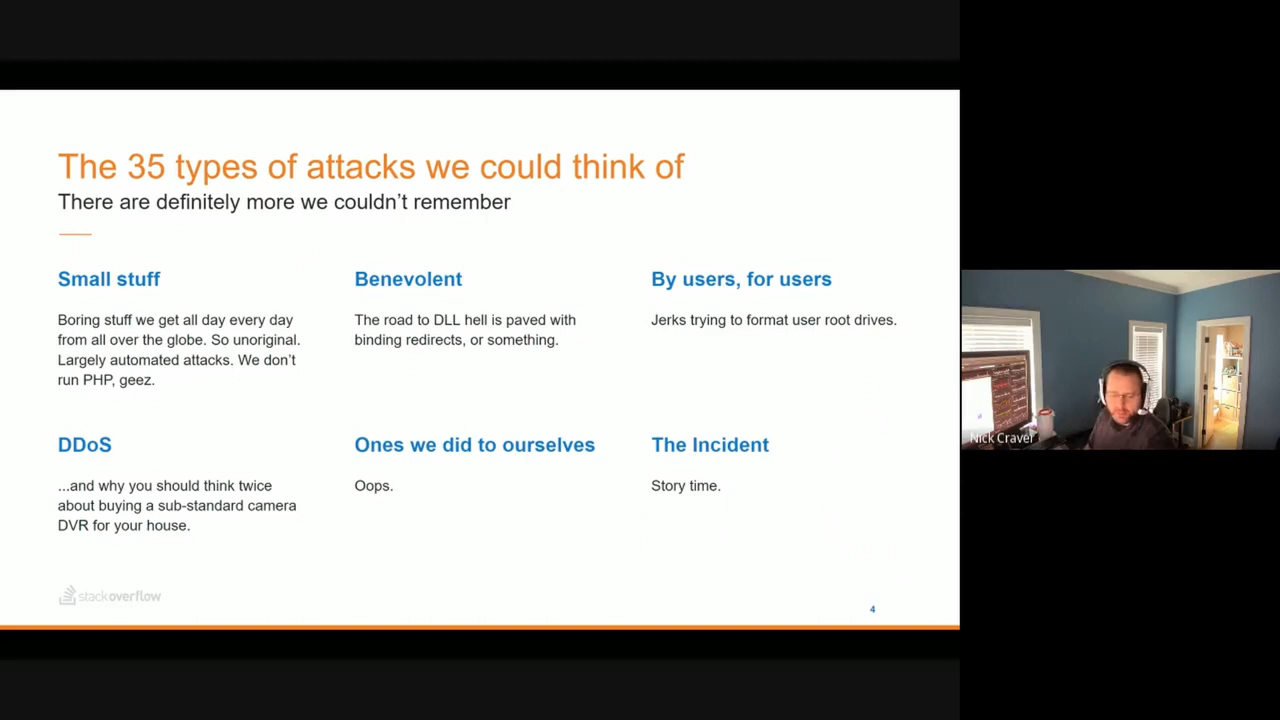 The 35 types of attacks we could think of
There are definitely more we couldn’t remember
Small stuff
Boring stuff we get all day every day
from all over the globe. So unoriginal.
Largely automated attacks. We don’t
run PHP, geez.
Benevolent
The road to DLL hell is paved with
binding redirects, or something.
By users, for users
Jerks trying to format user root drives.
DDoS
...and why you should think twice
about buying a sub-standard camera
DVR for your house.
Ones we did to ourselves
Oops.
The Incident
Story time.
stackoverflow
4
Nick Craver